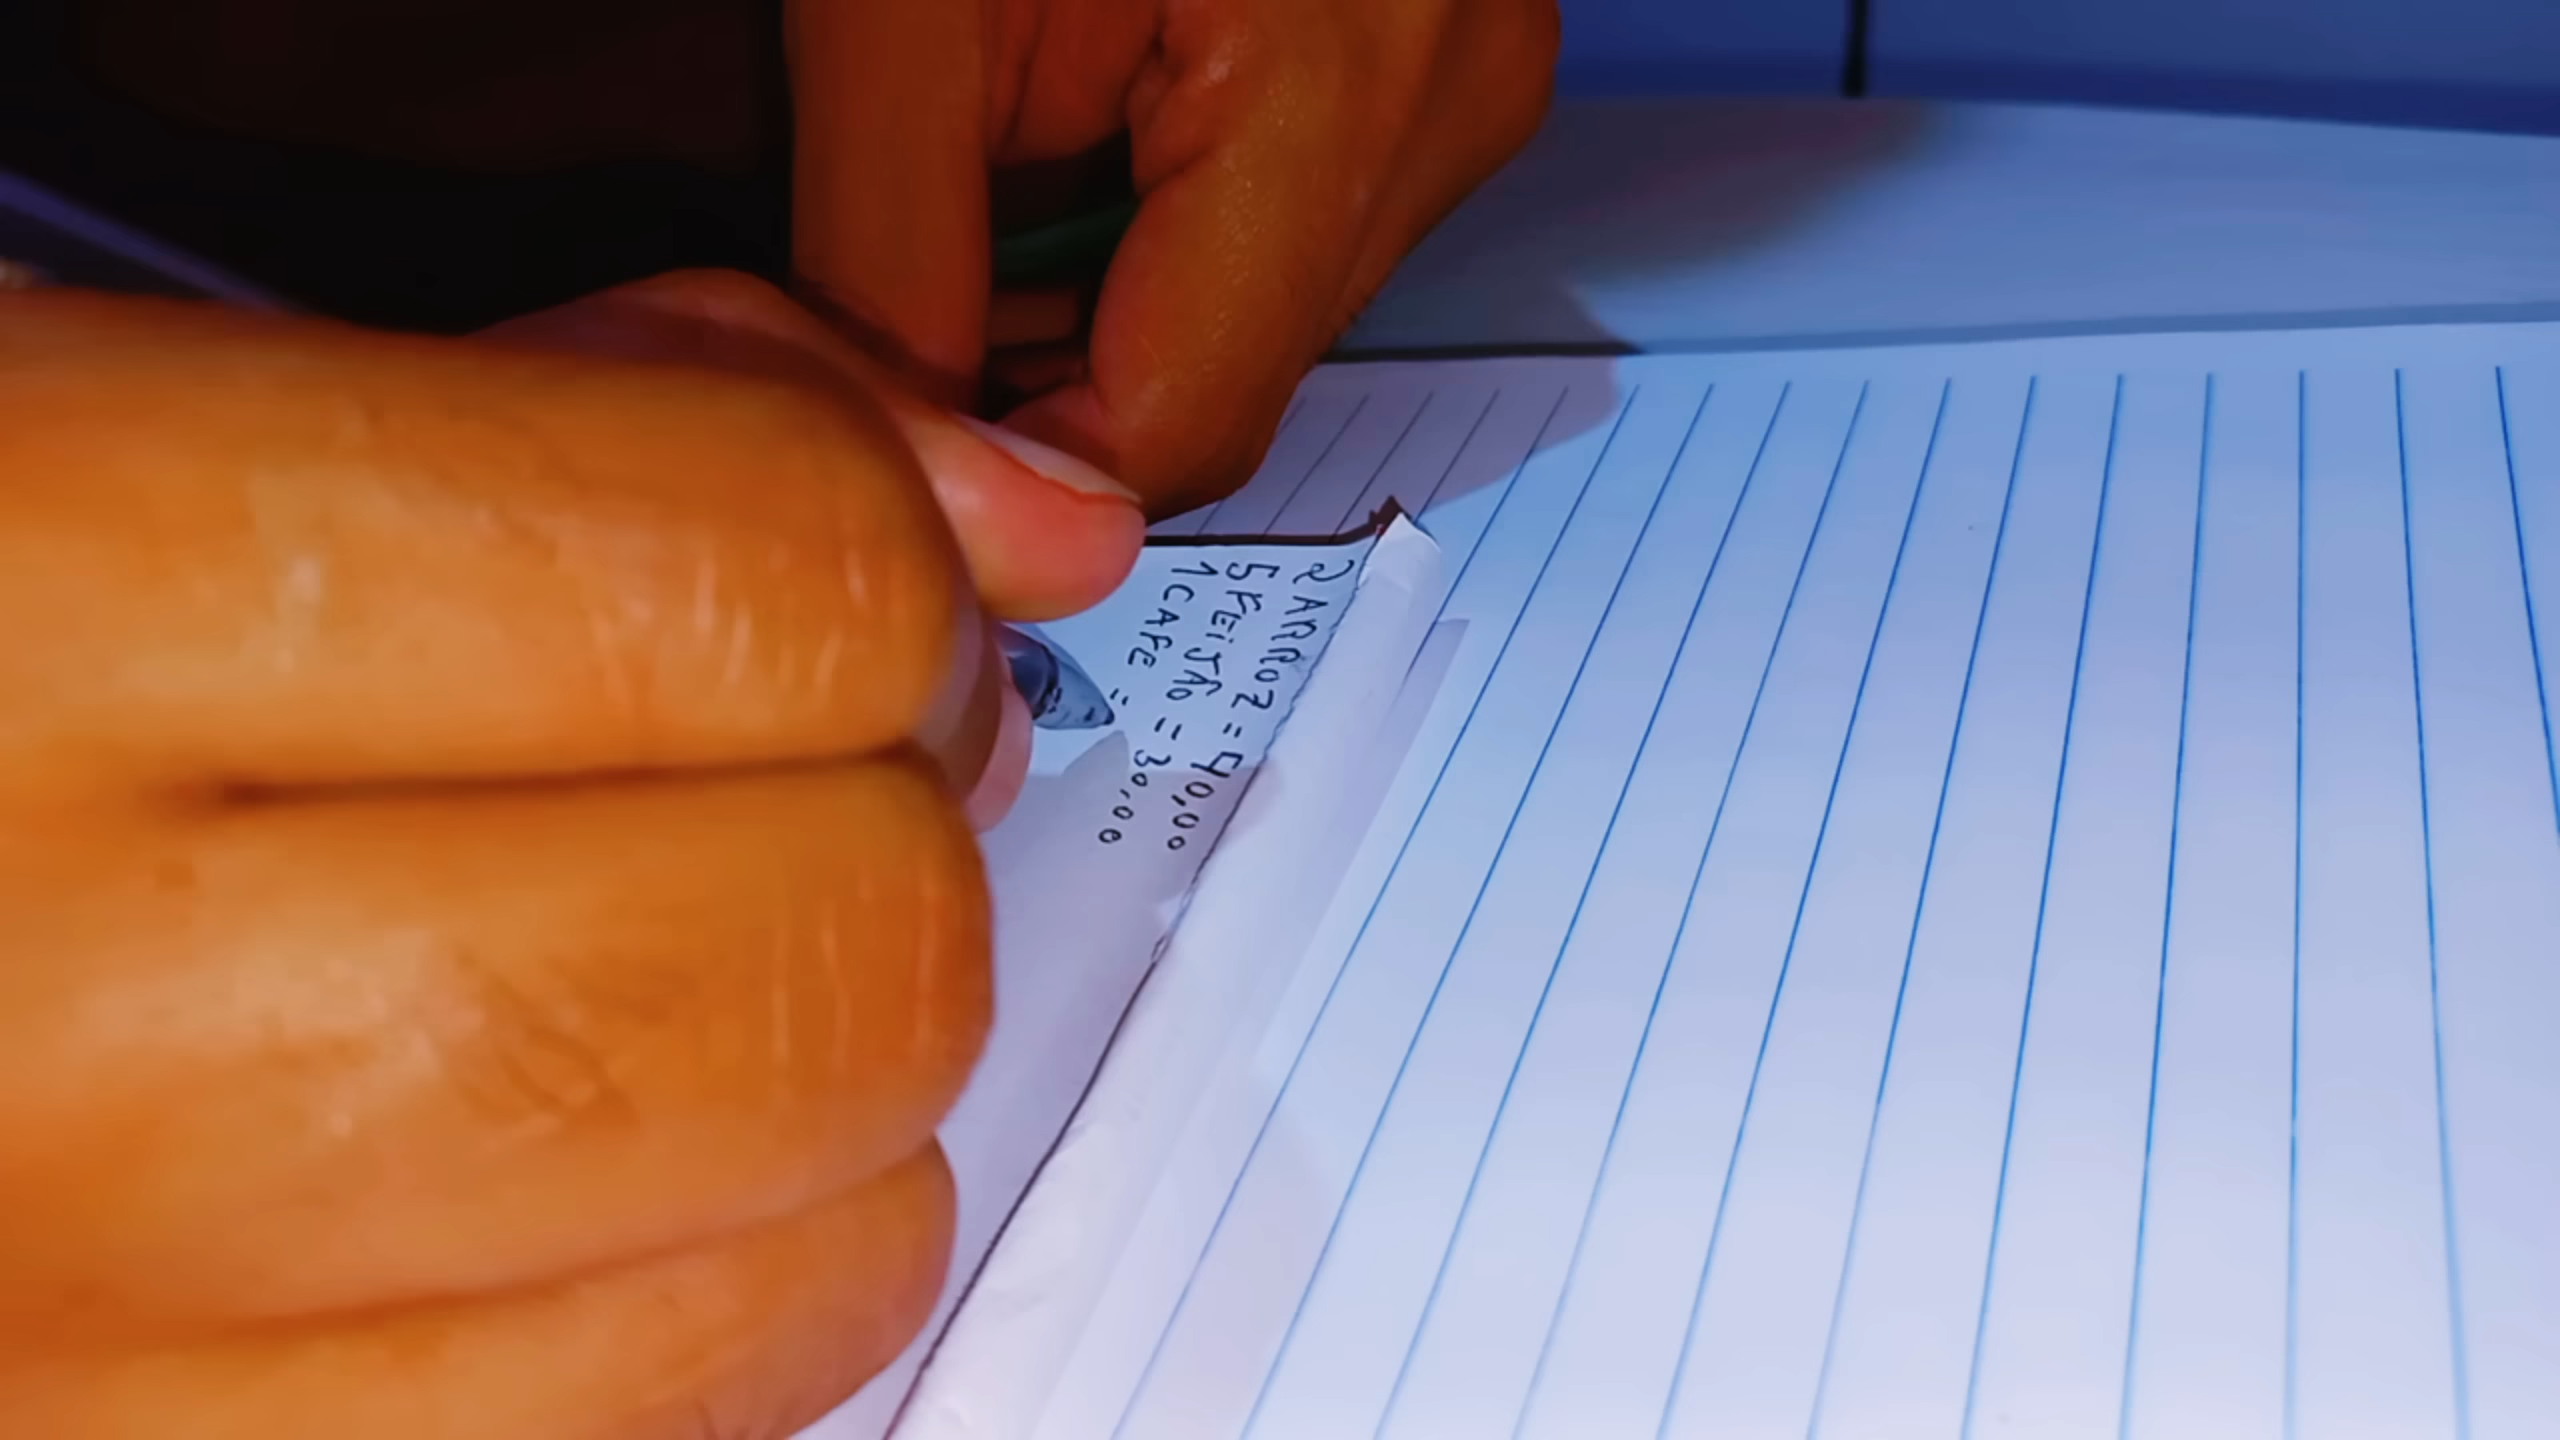 2 ARROZ = 40,00
5 FEiJÃO = 30,00
1 CAFE =